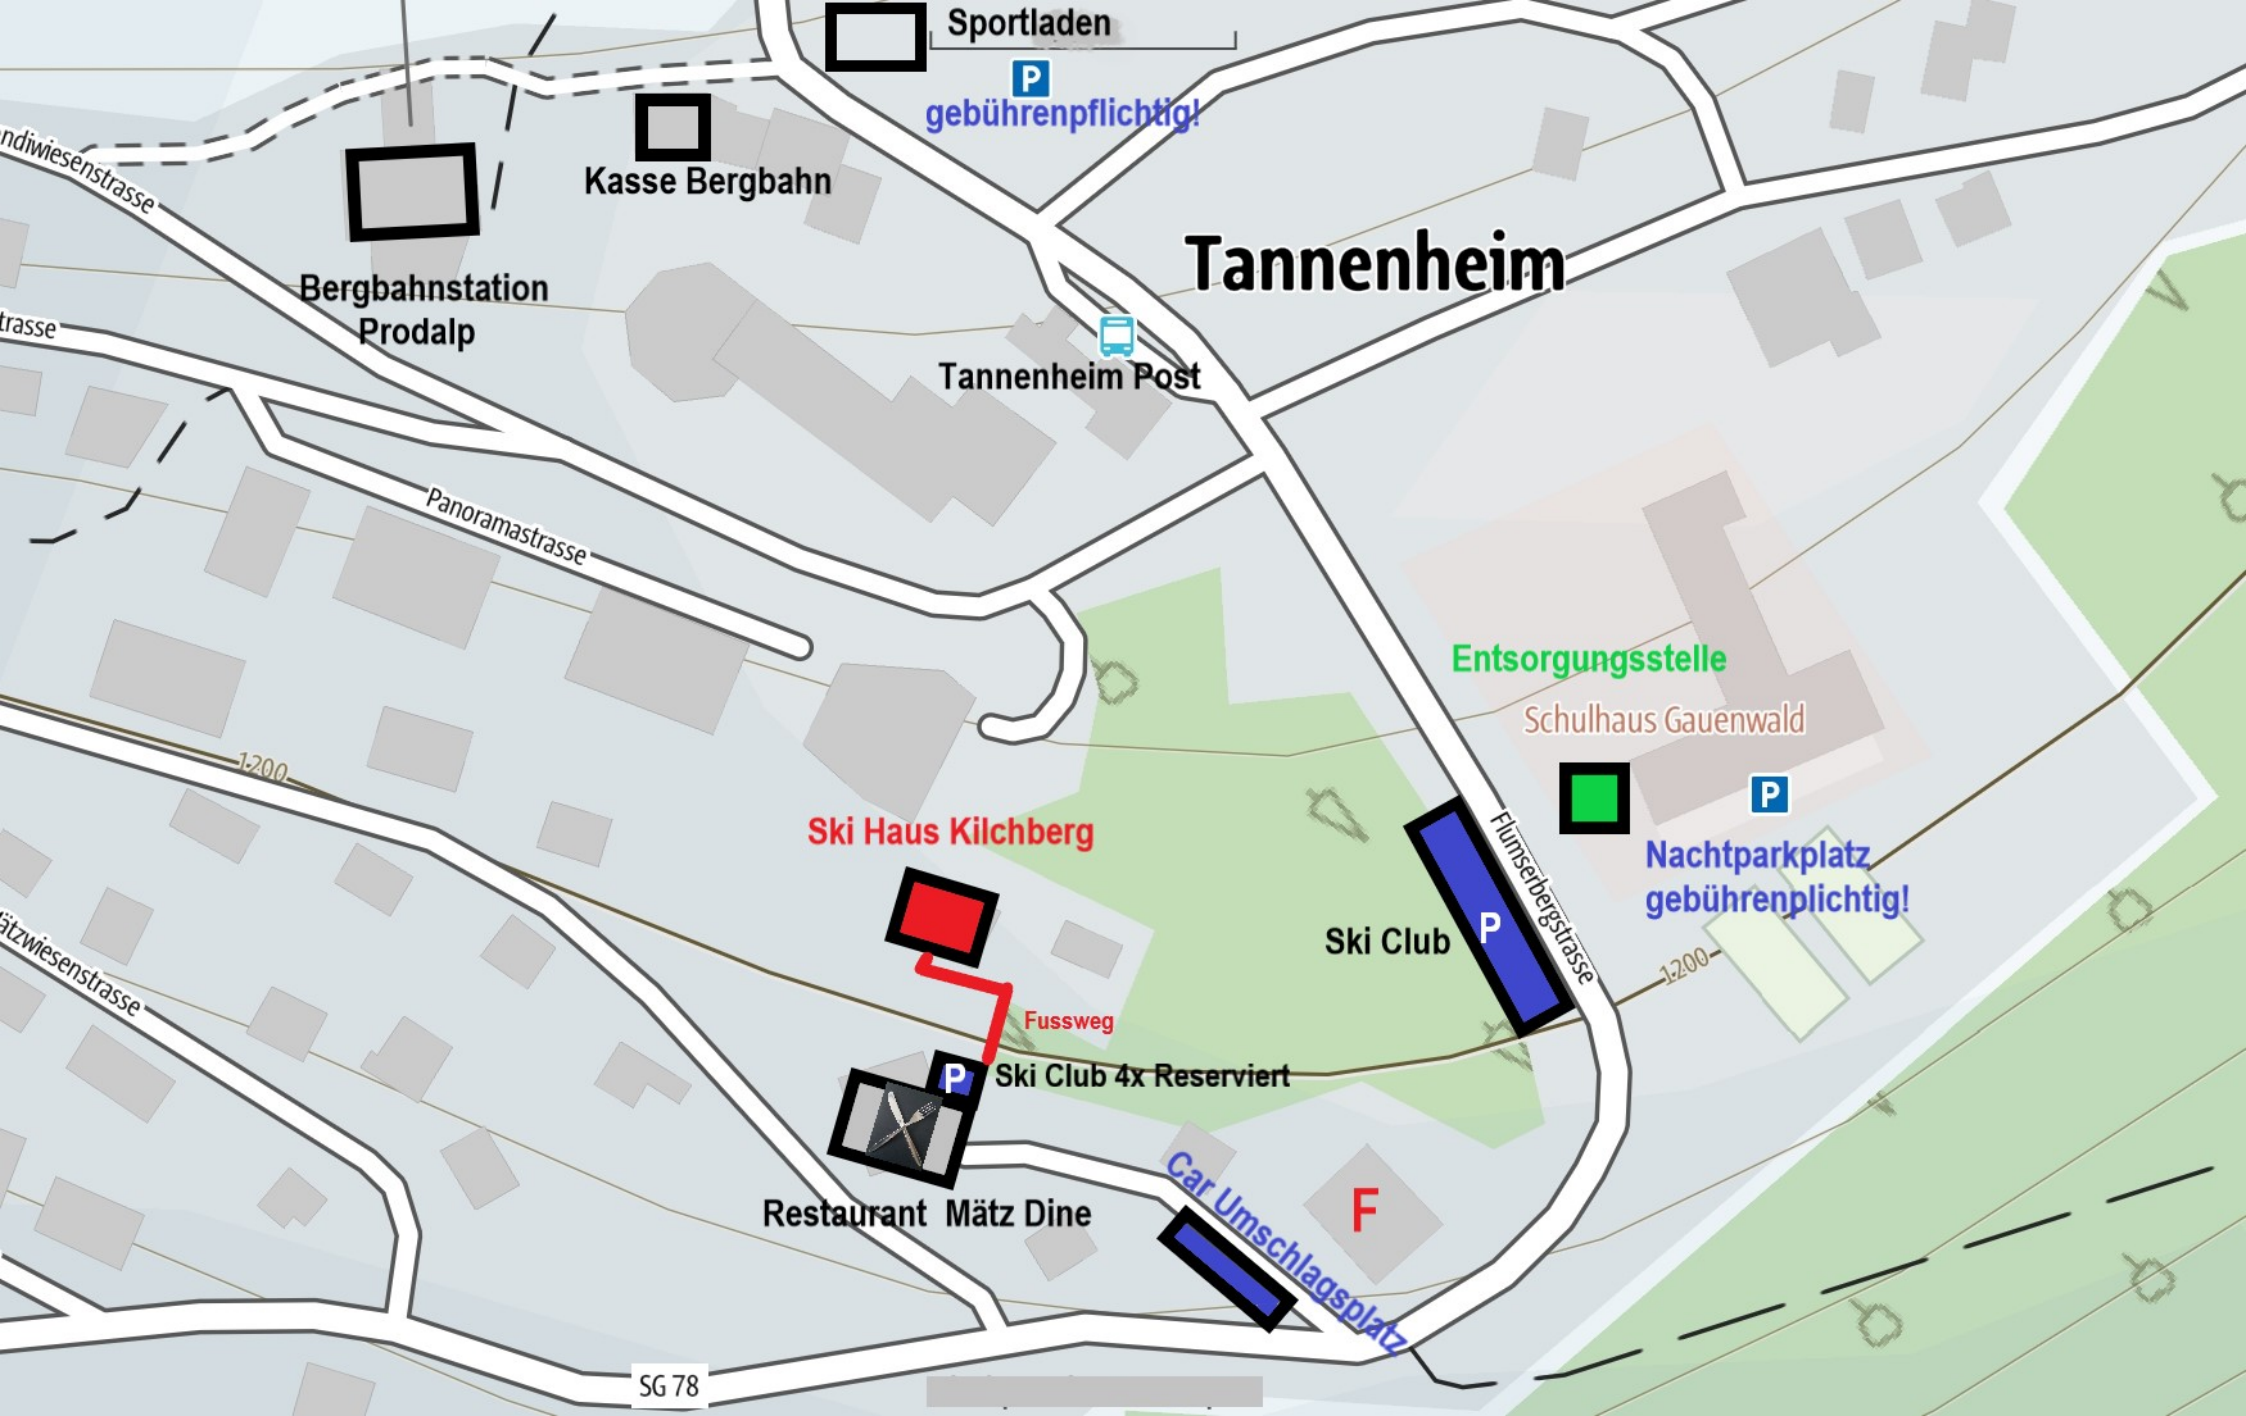 Sportladen
P
gebührenpflichtig!
ndiwiesenstrasse
Kasse Bergbahn
Tannenheim
Bergbahnstation
Prodalp
trasse
Tannenheim Post
Panoramastrasse
Entsorgungsstelle
Schulhaus Gauenwald
1200
P
Ski Haus Kilchberg
Flumserbergstrasse
Nachtparkplatz
gebührenplichtig!
P
Ski Club
1200
ätzwiesenstrasse
Fussweg
P
Ski Club 4x Reserviert
Car Umschlagsplatz
F
Restaurant Mätz Dine
SG 78